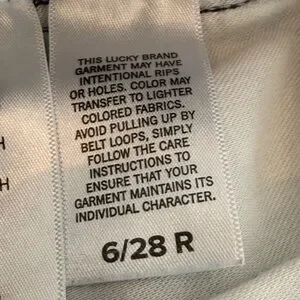 THIS LUCKY BRAND
GARMENT MAY HAVE
INTENTIONAL RIPS
OR HOLES. COLOR MAY
TRANSFER TO LIGHTER
COLORED FABRICS.
AVOID PULLING UP BY
BELT LOOPS, SIMPLY
FOLLOW THE CARE
INSTRUCTIONS TO
ENSURE THAT YOUR
GARMENT MAINTAINS ITS
INDIVIDUAL CHARACTER.
6/28 R
H
H